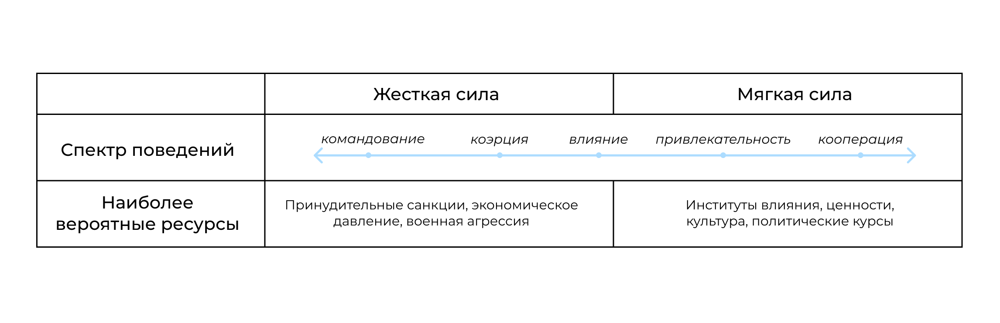 Жесткая сила
Мягкая сила
Спектр поведений
командование
коэрция
влияние
привлекательность
кооперация
Наиболее
вероятные ресурсы
Принудительные санкции, экономическое
давление, военная агрессия
Институты влияния, ценности,
культура, политические курсы